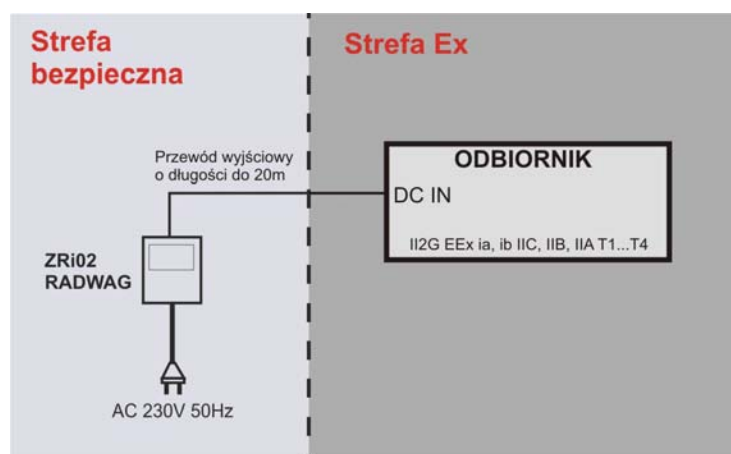 Strefa
bezpieczna
Strefa Ex
Przewód wyjściowy
o długości do 20m
ODBIORNIK
DC IN
II2G EEx ia, ib IIC, IIB, IIA T1...T4
ZRi02
RADWAG
AC 230V 50Hz